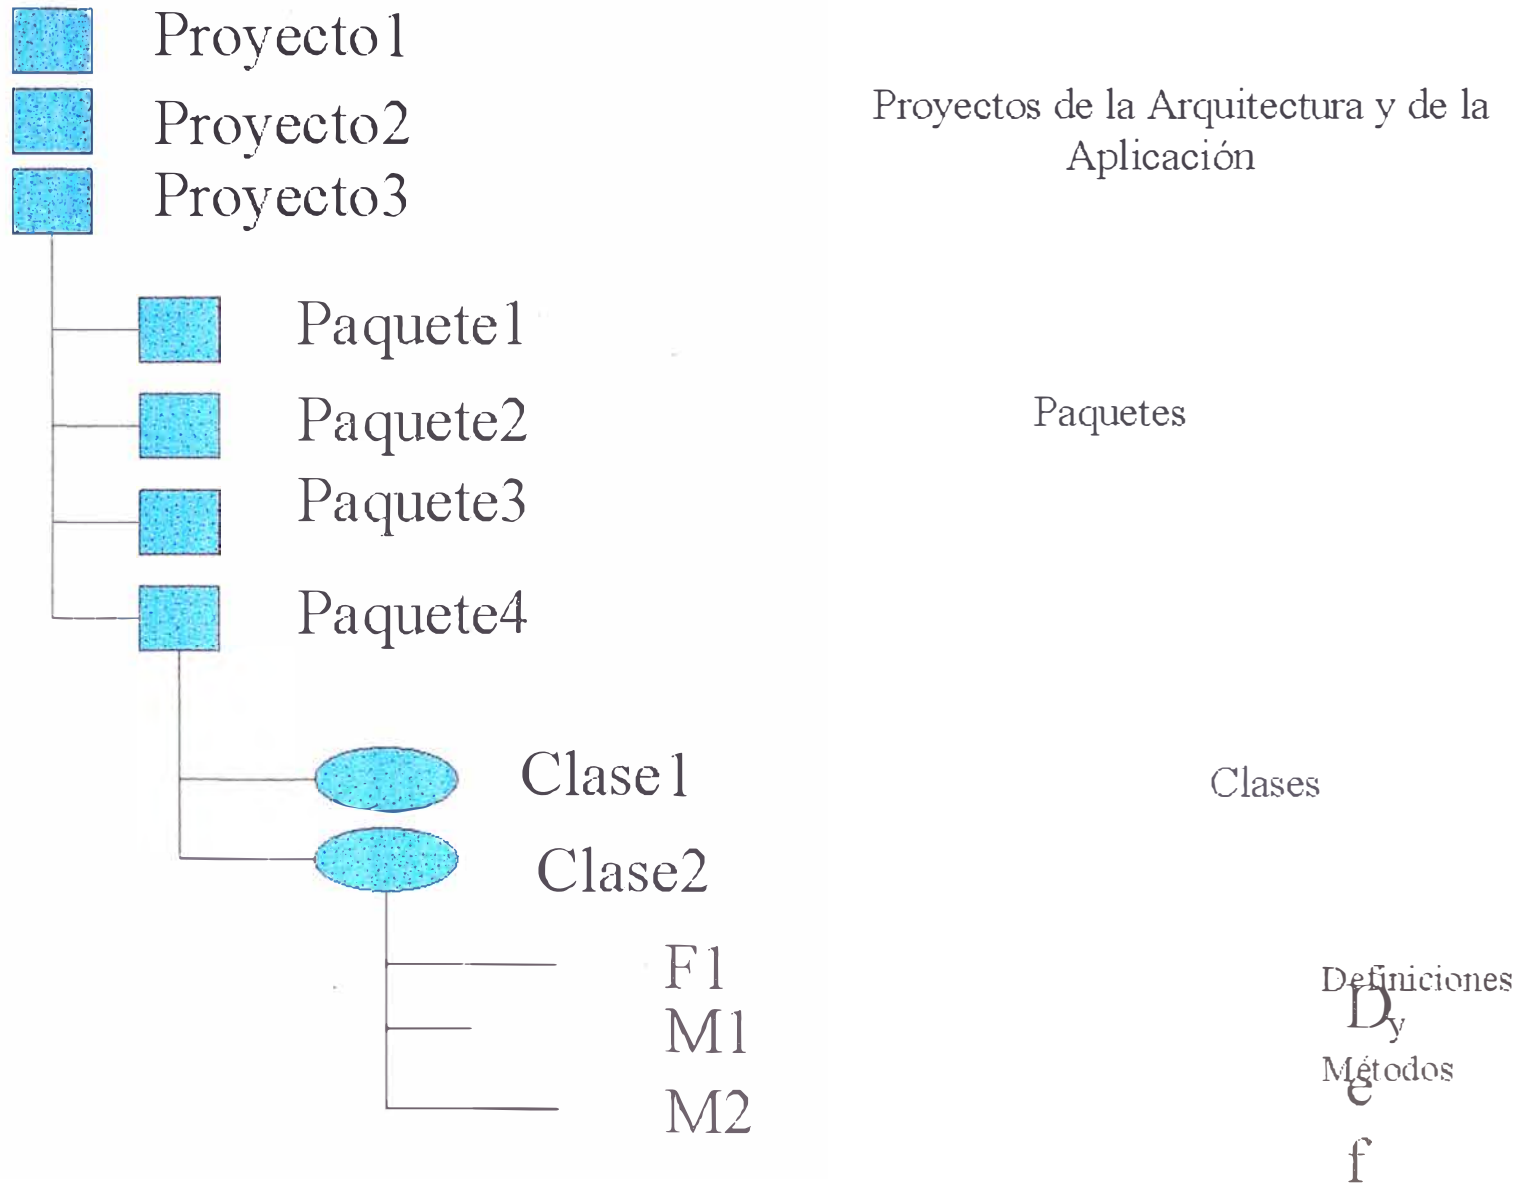 Proyecto1
Proyecto2
Proyecto3
Proyectos de la Arquitectura y de la
Aplicación
Paquete1
Paquete2
Paquete3
Paquete4
Paquetes
Clase1
Clase2
Clases
F1
M1
M2
Definiciones
y
Métodos
D
e
f